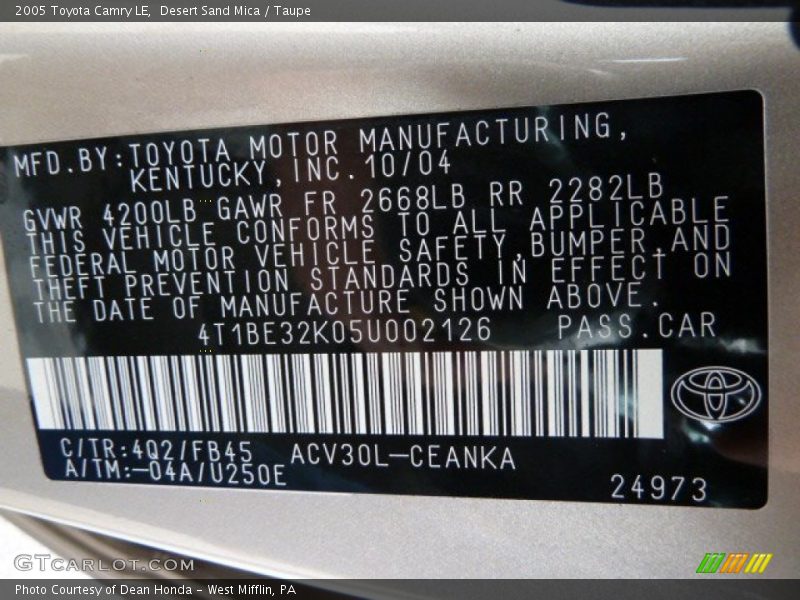 2005 Toyota Camry LE, Desert Sand Mica / Taupe
MFD.BY:TOYOTA MOTOR MANUFACTURING,
KENTUCKY,INC.10/04
GVWR 4200LB GAWR FR 2668LB RR 2282LB
THIS VEHICLE CONFORMS TO ALL APPLICABLE
FEDERAL MOTOR VEHICLE SAFETY,BUMPER,AND
THEFT PREVENTION STANDARDS IN EFFECT ON
THE DATE OF MANUFACTURE SHOWN ABOVE.
4T1BE32K05U002126 PASS.CAR
C/TR:4Q2/FB45 ACV30L-CEANKA
A/TM:-04A/U250E
24973
GTCarLot.com
Photo Courtesy of Dean Honda - West Mifflin, PA